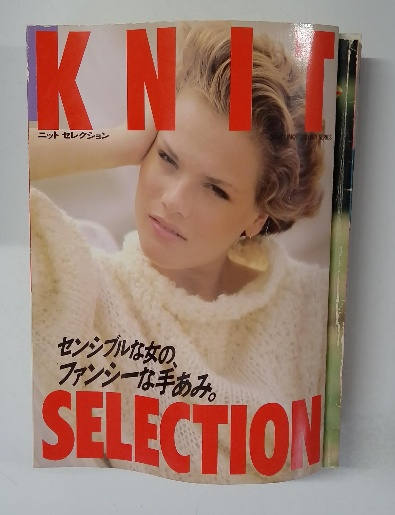 KNIT
ニット セレクション
センシブルな女の、
ファンシーな手あみ。
SELECTION